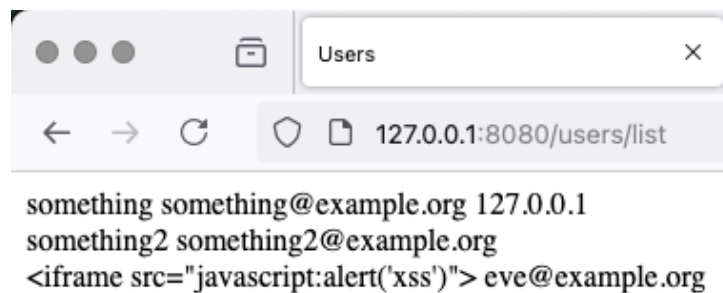 Users
127.0.0.1:8080/users/list
something something@example.org 127.0.0.1
something2 something2@example.org
<iframe src="javascript:alert('xss')"> eve@example.org